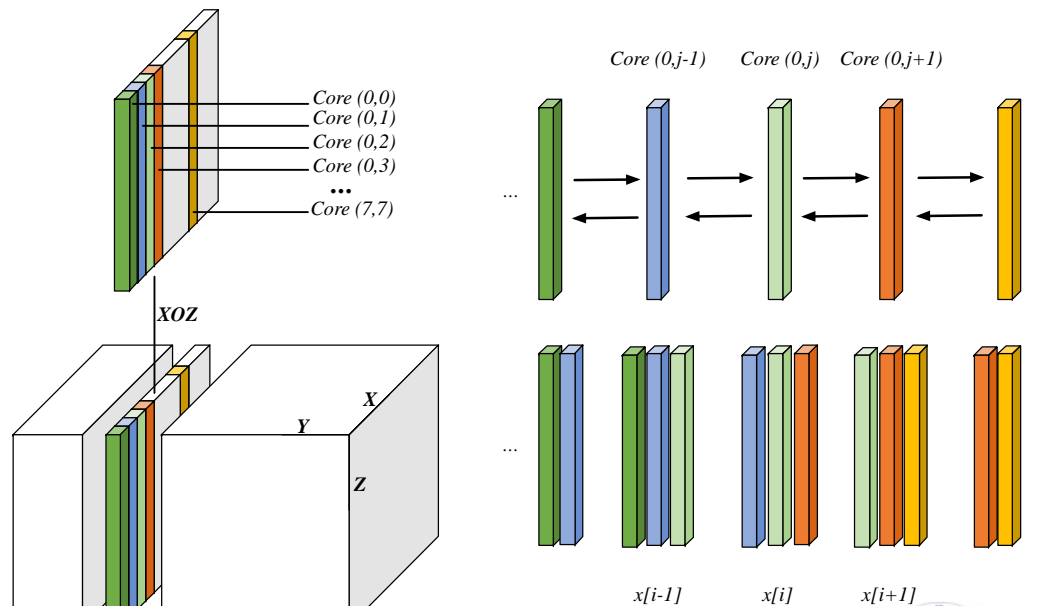 Core (0,0)
Core (0,1)
Core (0,2)
Core (0,3)
...
Core (7,7)
XOZ
X
Y
Z
Core (0,j-1) Core (0,j) Core (0,j+1)
...
...
x[i-1] x[i] x[i+1]